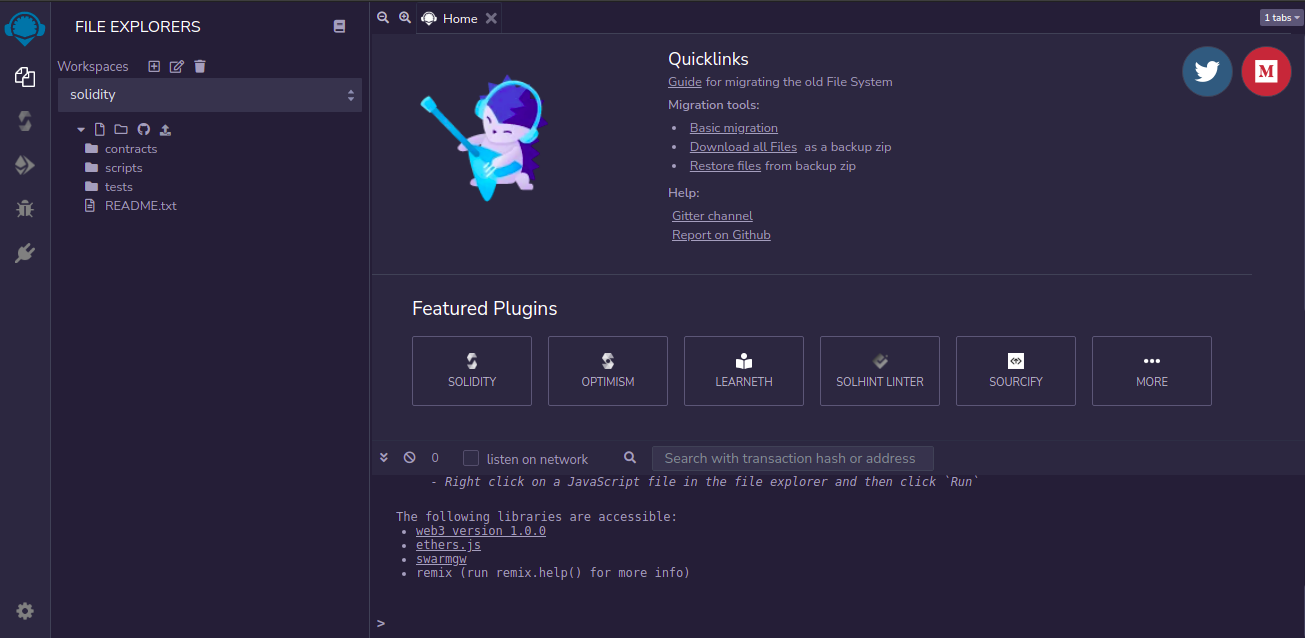 FILE EXPLORERS
Home
1 tabs
Workspaces
solidity
contracts
scripts
tests
README.txt
Quicklinks
Guide for migrating the old File System
Migration tools:
Basic migration
Download all Files as a backup zip
Restore files from backup zip
Help:
Gitter channel
Report on Github
M
Featured Plugins
SOLIDITY
OPTIMISM
LEARNETH
SOLHINT LINTER
SOURCIFY
MORE
0 listen on network Search with transaction hash or address
- Right click on a JavaScript file in the file explorer and then click `Run`
The following libraries are accessible:
• web3 version 1.0.0
• ethers.js
• swarmgw
• remix (run remix.help() for more info)
>